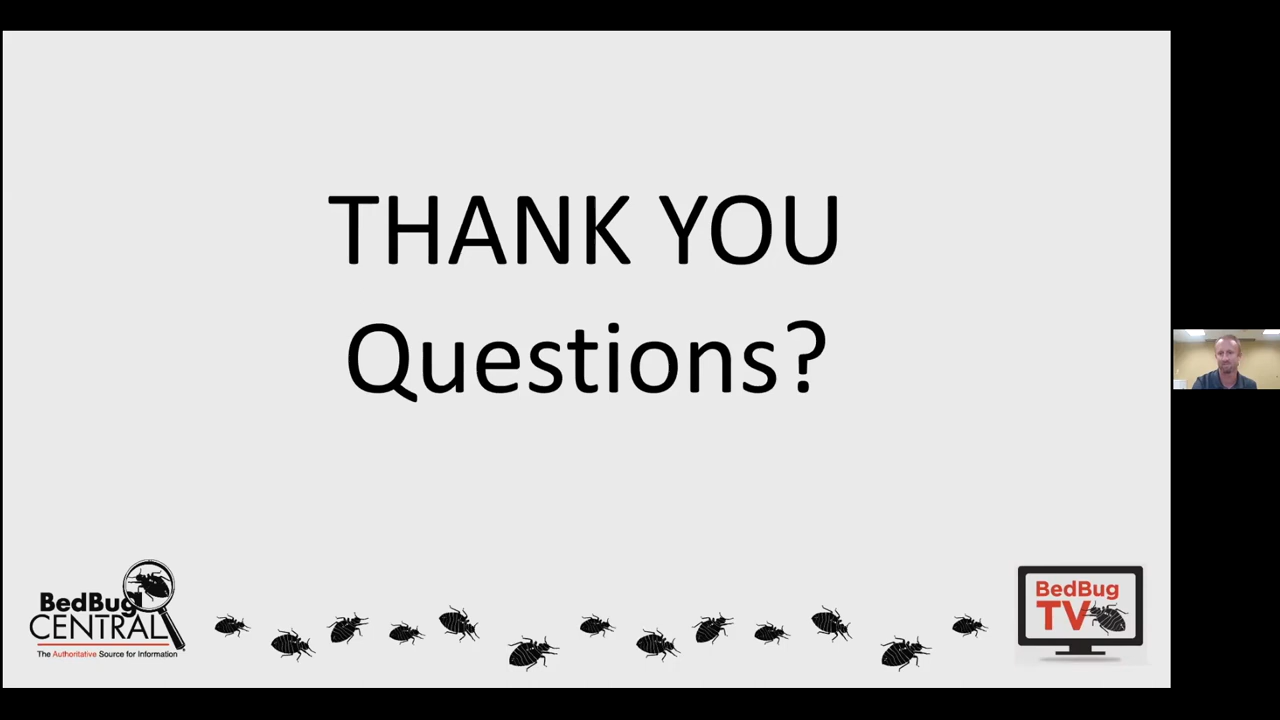 THANK YOU
Questions?
BedBug
CENTRAL
The Authoritative Source for Information
BedBug
TV